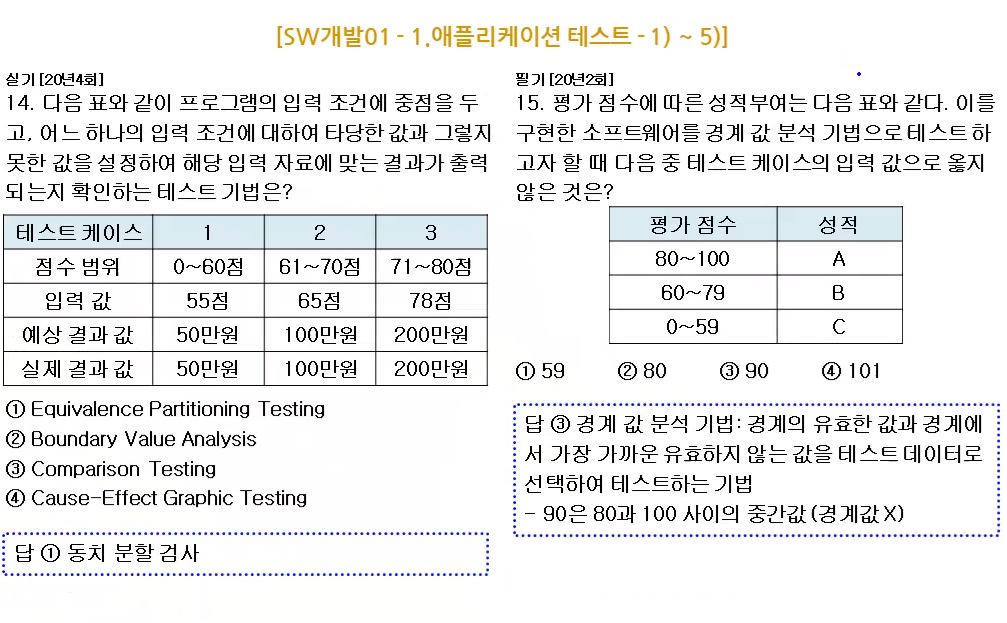 [SW개발01 - 1.애플리케이션 테스트 - 1) ~ 5)]
실기 [20년4회]
14. 다음 표와 같이 프로그램의 입력 조건에 중점을 두
고, 어느 하나의 입력 조건에 대하여 타당한 값과 그렇지
못한 값을 설정하여 해당 입력 자료에 맞는 결과가 출력
되는지 확인하는 테스트 기법은?
테스트 케이스 1 2 3
점수 범위 0~60점 61~70점 71~80점
입력 값 55점 65점 78점
예상 결과 값 50만원 100만원 200만원
실제 결과 값 50만원 100만원 200만원
① Equivalence Partitioning Testing
② Boundary Value Analysis
③ Comparison Testing
④ Cause-Effect Graphic Testing
답 ① 동치 분할 검사
필기 [20년2회]
15. 평가 점수에 따른 성적부여는 다음 표와 같다. 이를
구현한 소프트웨어를 경계 값 분석 기법으로 테스트 하
고자 할 때 다음 중 테스트 케이스의 입력 값으로 옳지
않은 것은?
평가 점수 성적
80~100 A
60~79 B
0~59 C
① 59 ② 80 ③ 90 ④ 101
답 ③ 경계 값 분석 기법: 경계의 유효한 값과 경계에
서 가장 가까운 유효하지 않는 값을 테스트 데이터로
선택하여 테스트하는 기법
- 90은 80과 100 사이의 중간값(경계값X)